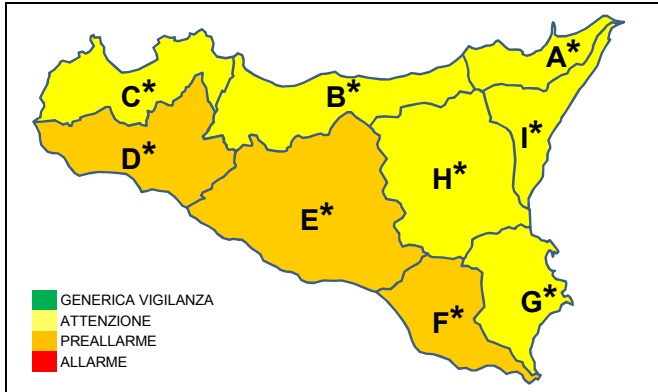 A*
B*
C*
I*
D*
H*
E*
G*
F*
GENERICA VIGILANZA
ATTENZIONE
PREALLARME
ALLARME